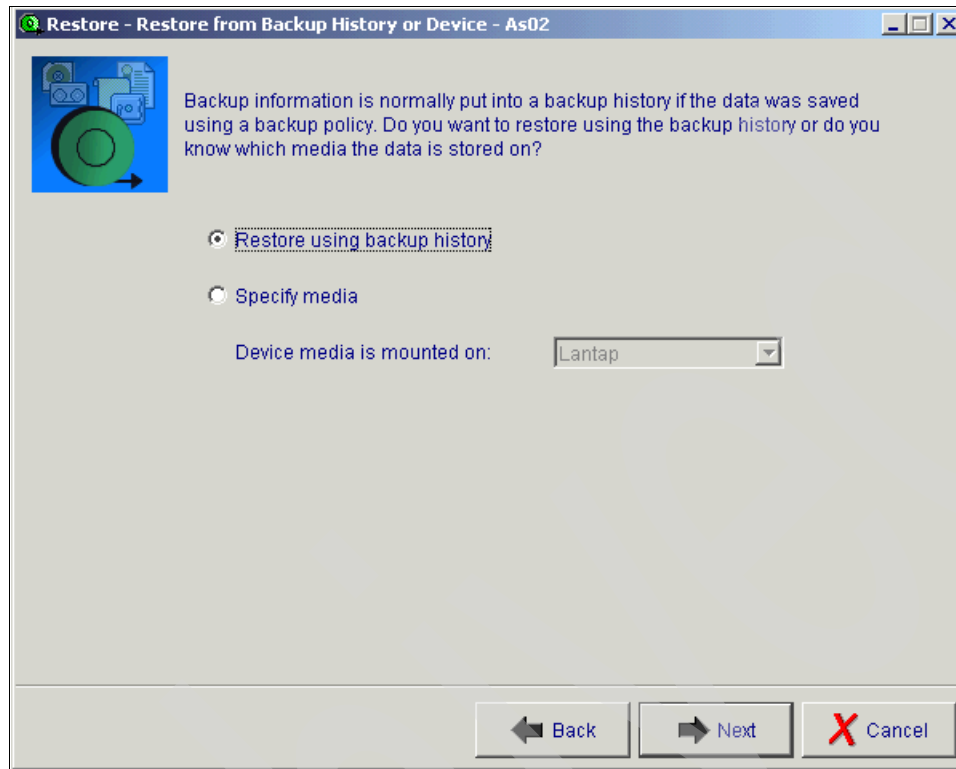 Restore - Restore from Backup History or Device - As02
Backup information is normally put into a backup history if the data was saved
using a backup policy. Do you want to restore using the backup history or do you
know which media the data is stored on?
Restore using backup history
Specify media
Device media is mounted on: Lantap
Back Next Cancel